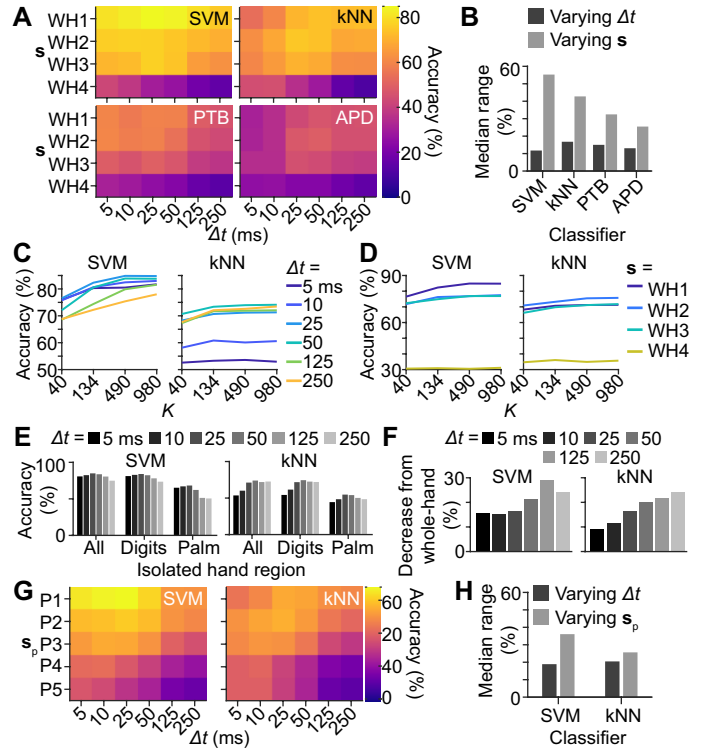 A
WH1
WH2
s
WH3
WH4
SVM
kNN
WH1
WH2
s
WH3
WH4
PTB
APD
5
10
25
50
125
250
5
10
25
50
125
250
Δt (ms)
80
60
40
20
0
Accuracy (%)
B
Varying Δt
Varying s
60
0
Median range
(%)
SVM
kNN
PTB
APD
Classifier
C
SVM
kNN
Accuracy (%)
80
70
60
50
40
134
490
980
40
134
490
980
K
Δt =
5 ms
10
25
50
125
250
D
SVM
kNN
Accuracy (%)
90
60
30
0
40
134
490
980
40
134
490
980
K
s =
WH1
WH2
WH3
WH4
E
Δt = 5 ms 10 25 50 125 250
SVM
kNN
Accuracy
(%)
100
0
All Digits Palm
All Digits Palm
Isolated hand region
F
Δt = 5 ms 10 25 50
125 250
SVM
kNN
Decrease from
whole-hand
(%)
30
0
G
P1
P2
sp P3
P4
P5
SVM
kNN
5
10
25
50
125
250
5
10
25
50
125
250
Δt (ms)
60
20
40
20
0
Accuracy (%)
H
Varying Δt
Varying sp
60
0
Median range
(%)
SVM
kNN
Classifier